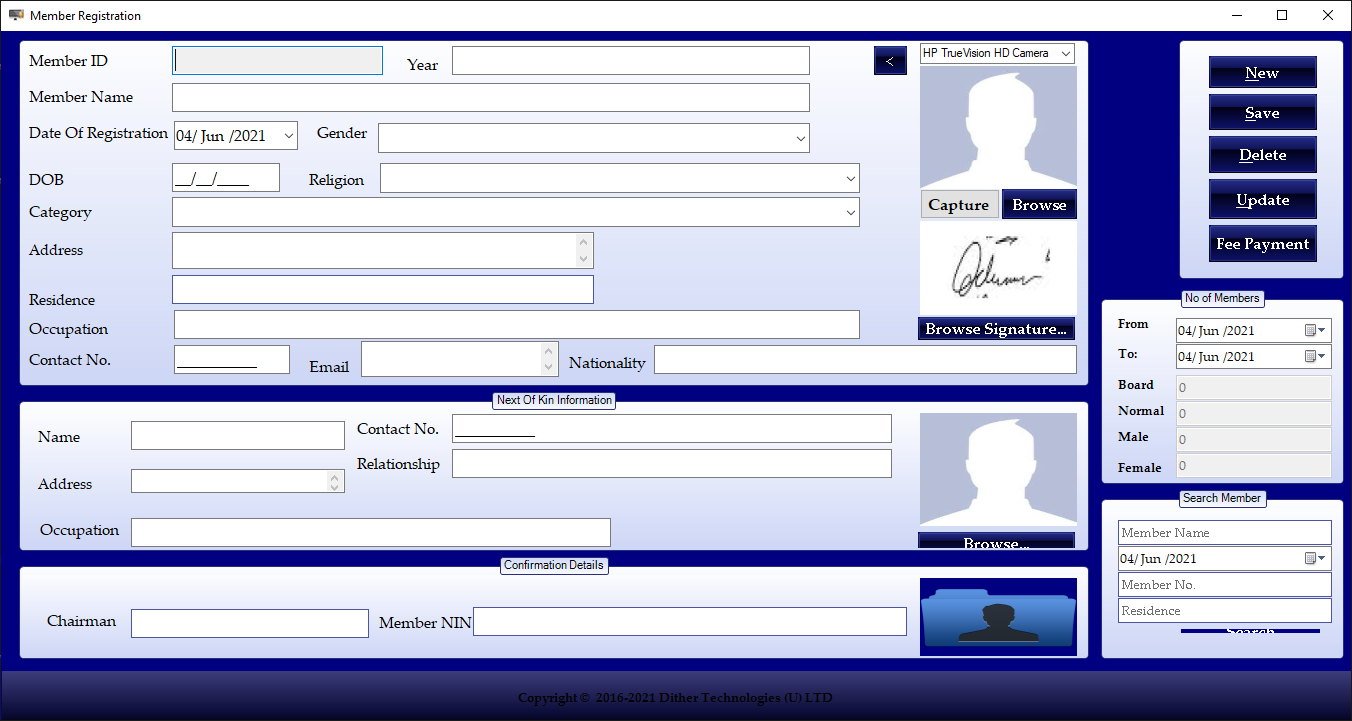 Member Registration
Member ID
Year
<
HP TrueVision HD Camera
Member Name
Date Of Registration 04/ Jun /2021
Gender
DOB __/__/____
Religion
Category
Capture Browse
Address
Residence
Occupation
Browse Signature...
Contact No. __________
Email
Nationality
New
Save
Delete
Update
Fee Payment
Next Of Kin Information
Name
Contact No. __________
Relationship
Address
Occupation
Browse...
No of Members
From 04/ Jun /2021
To: 04/ Jun /2021
Board 0
Normal 0
Male 0
Female 0
Confirmation Details
Chairman
Member NIN
Search Member
Member Name
04/ Jun /2021
Member No.
Residence
Search
Copyright © 2016-2021 Dither Technologies (U) LTD